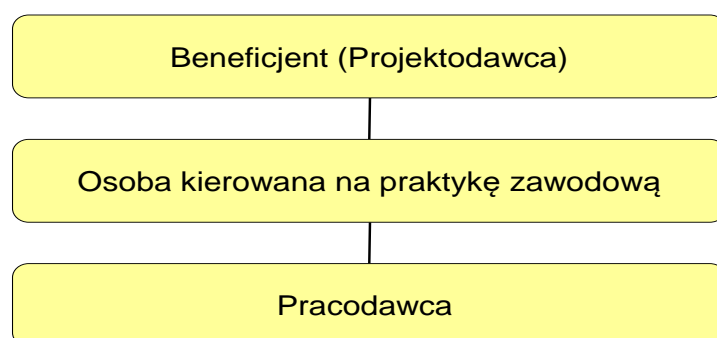 Beneficjent (Projektodawca)
Osoba kierowana na praktykę zawodową
Pracodawca